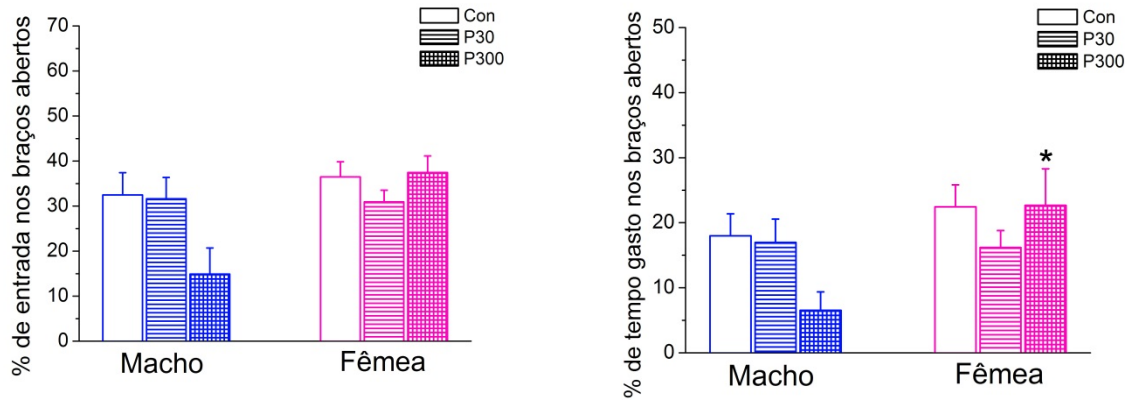 % de entrada nos braços abertos
70
60
50
40
30
20
10
0
Con
P30
P300
Macho
Fêmea
% de tempo gasto nos braços abertos
50
40
30
20
10
0
Con
P30
P300
*
Macho
Fêmea